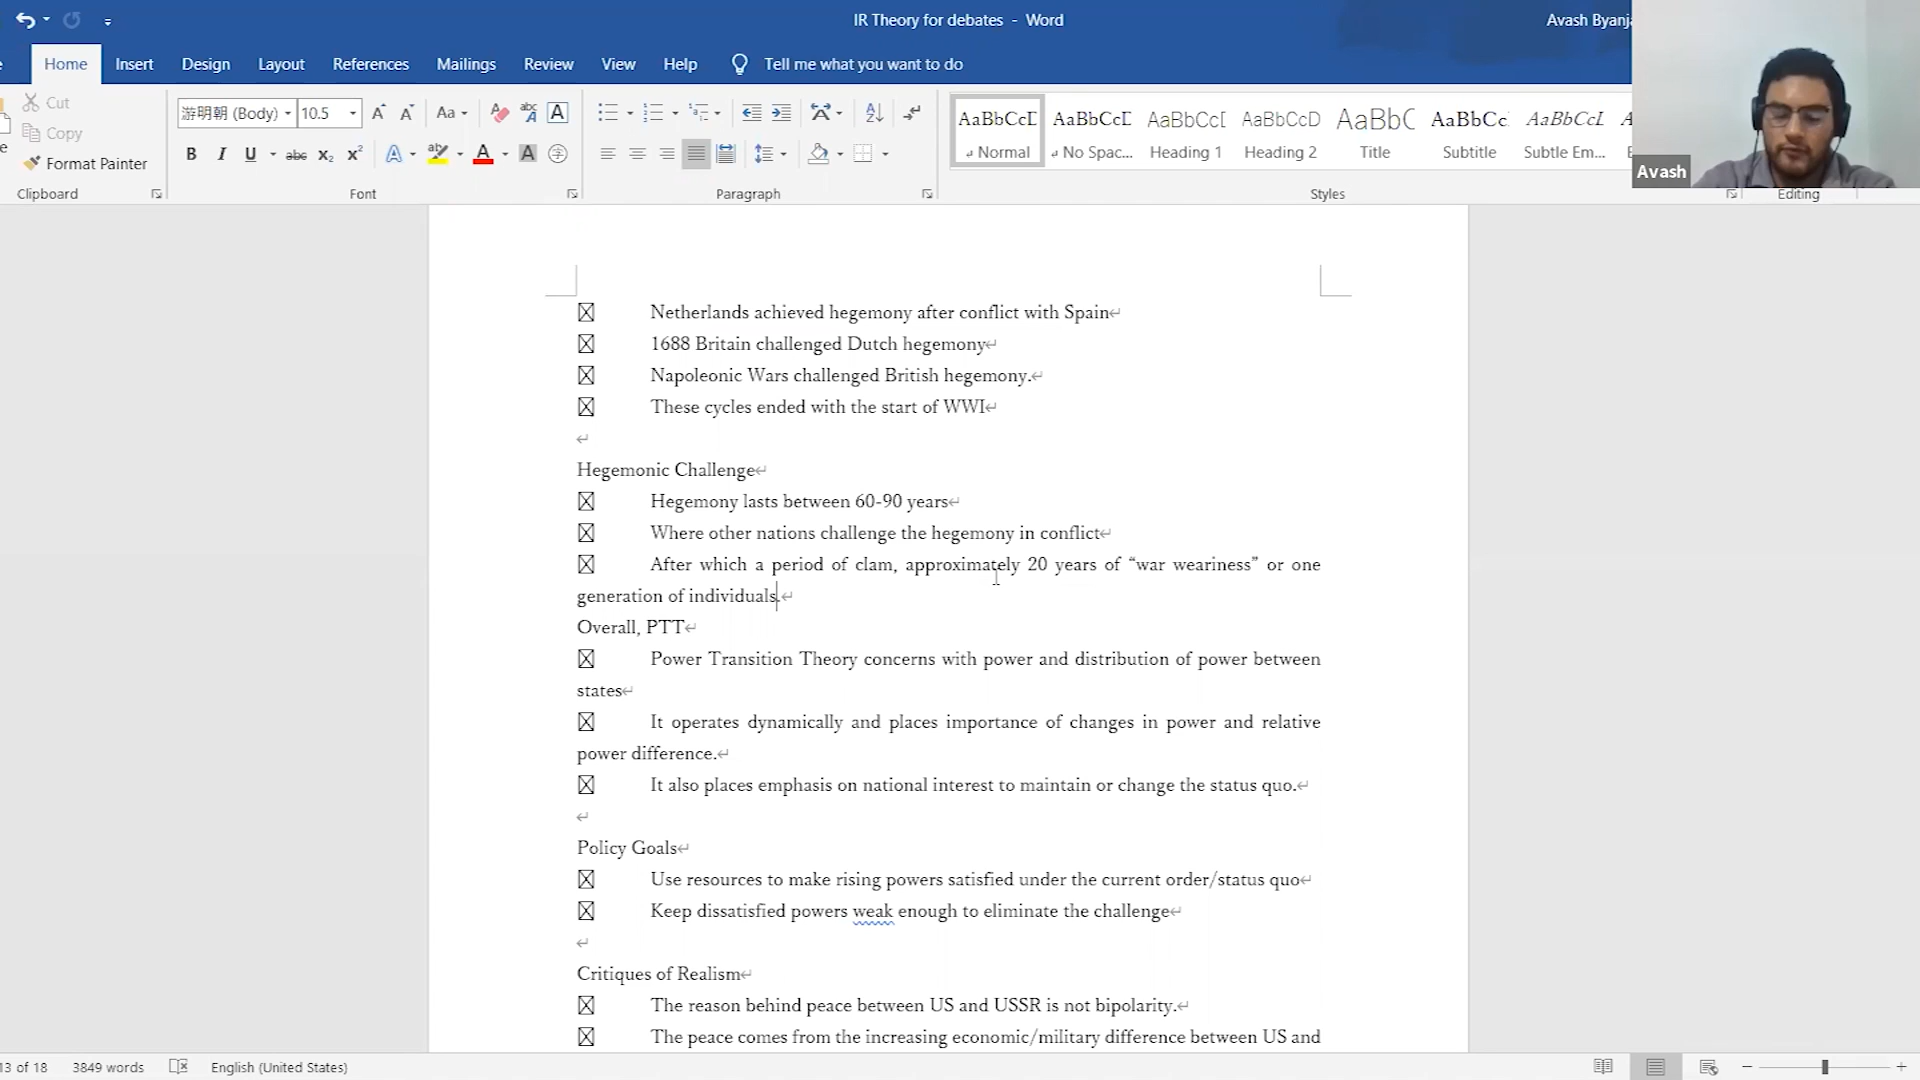 IR Theory for debates - Word
Avash Byanj
Home Insert Design Layout References Mailings Review View Help Tell me what you want to do
Cut
Copy
Format Painter
Clipboard
游明朝 (Body) 10.5
Font
Paragraph
AaBbCcD AaBbCcD AaBbCcD AaBbCcD AaBbC AaBbCc AaBbCcL
Normal No Spac... Heading 1 Heading 2 Title Subtitle Subtle Em...
Styles
Editing
Avash
Netherlands achieved hegemony after conflict with Spain
1688 Britain challenged Dutch hegemony
Napoleonic Wars challenged British hegemony.
These cycles ended with the start of WWI
Hegemonic Challenge
Hegemony lasts between 60-90 years
Where other nations challenge the hegemony in conflict
After which a period of clam, approximately 20 years of “war weariness” or one
generation of individuals.
Overall, PTT
Power Transition Theory concerns with power and distribution of power between
states
It operates dynamically and places importance of changes in power and relative
power difference.
It also places emphasis on national interest to maintain or change the status quo.
Policy Goals
Use resources to make rising powers satisfied under the current order/status quo
Keep dissatisfied powers weak enough to eliminate the challenge
Critiques of Realism
The reason behind peace between US and USSR is not bipolarity.
The peace comes from the increasing economic/military difference between US and
13 of 18 3849 words English (United States)